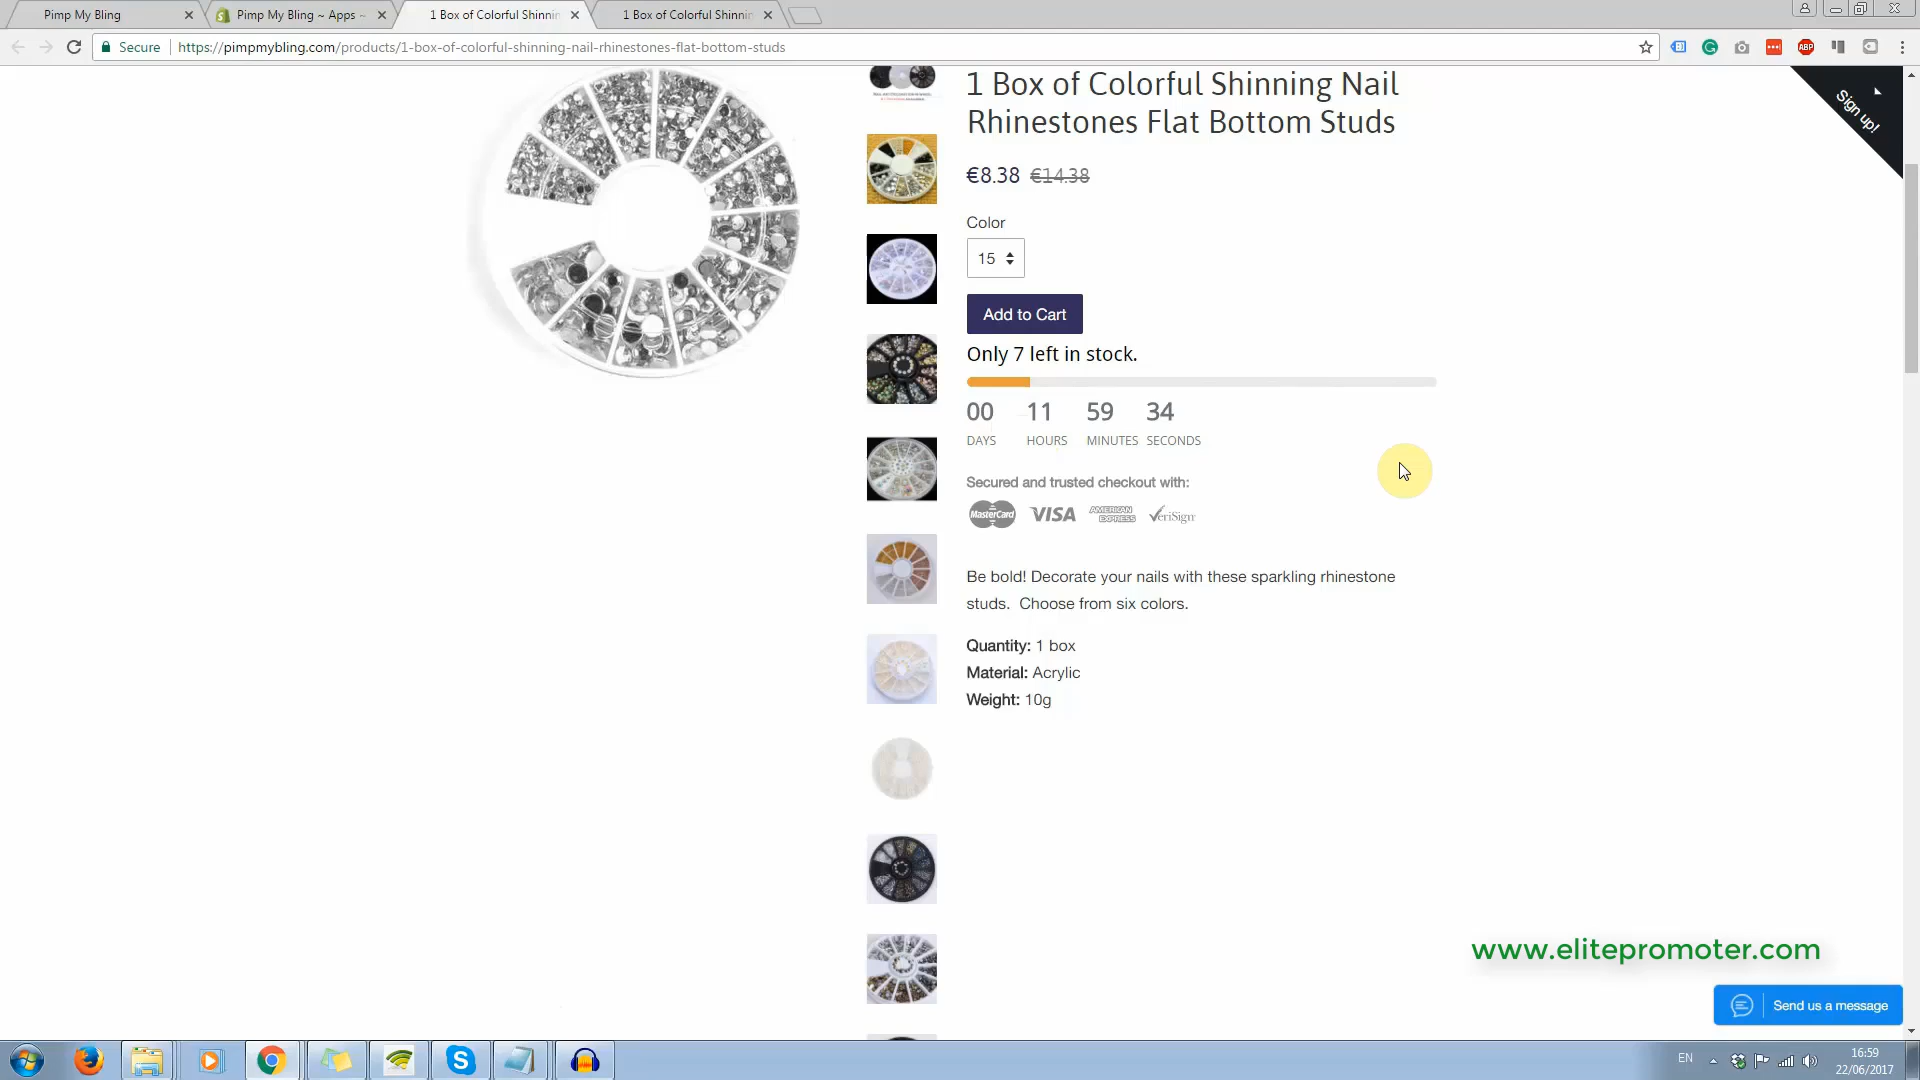 Pimp My Bling
Pimp My Bling ~ Apps ~
1 Box of Colorful Shinnin
1 Box of Colorful Shinnin
Secure
https://pimpmybling.com/products/1-box-of-colorful-shinning-nail-rhinestones-flat-bottom-studs
ABP
Sign up!
1 Box of Colorful Shinning Nail
Rhinestones Flat Bottom Studs
€8.38 €14.38
Color
15
Add to Cart
Only 7 left in stock.
00 11 59 34
DAYS HOURS MINUTES SECONDS
Secured and trusted checkout with:
MasterCard VISA AMERICAN EXPRESS VeriSign
Be bold! Decorate your nails with these sparkling rhinestone
studs. Choose from six colors.
Quantity: 1 box
Material: Acrylic
Weight: 10g
www.elitepromoter.com
Send us a message
EN
16:59
22/06/2017